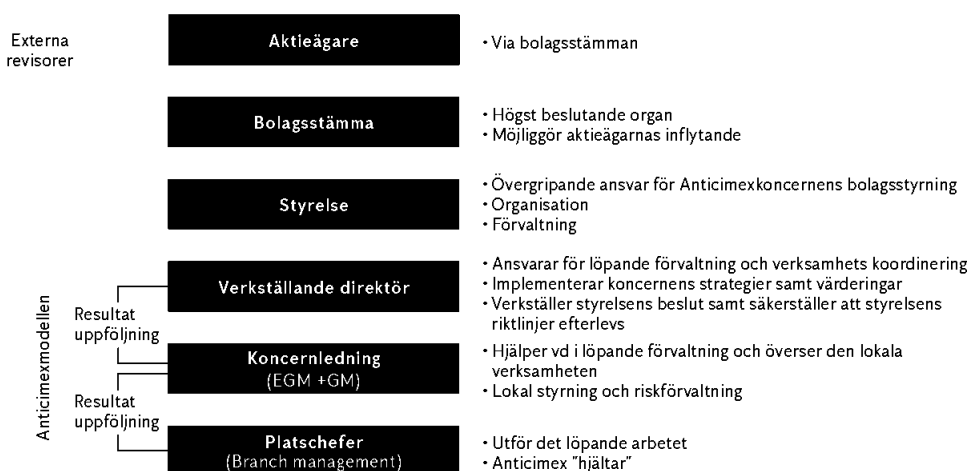 Externa
revisorer
Aktieägare
• Via bolagsstämman
Bolagsstämma
• Högst beslutande organ
• Möjliggör aktieägarnas inflytande
Styrelse
• Övergripande ansvar för Anticimexkoncernens bolagsstyrning
• Organisation
• Förvaltning
Anticimexmodellen
Verkställande direktör
• Ansvarar för löpande förvaltning och verksamhets koordinering
• Implementerar koncernens strategier samt värderingar
• Verkställer styrelsens beslut samt säkerställer att styrelsens
riktlinjer efterlevs
Resultat
uppföljning
Koncernledning
(EGM +GM)
• Hjälper vd i löpande förvaltning och överser den lokala
verksamheten
• Lokal styrning och riskförvaltning
Resultat
uppföljning
Platschefer
(Branch management)
• Utför det löpande arbetet
• Anticimex "hjältar"